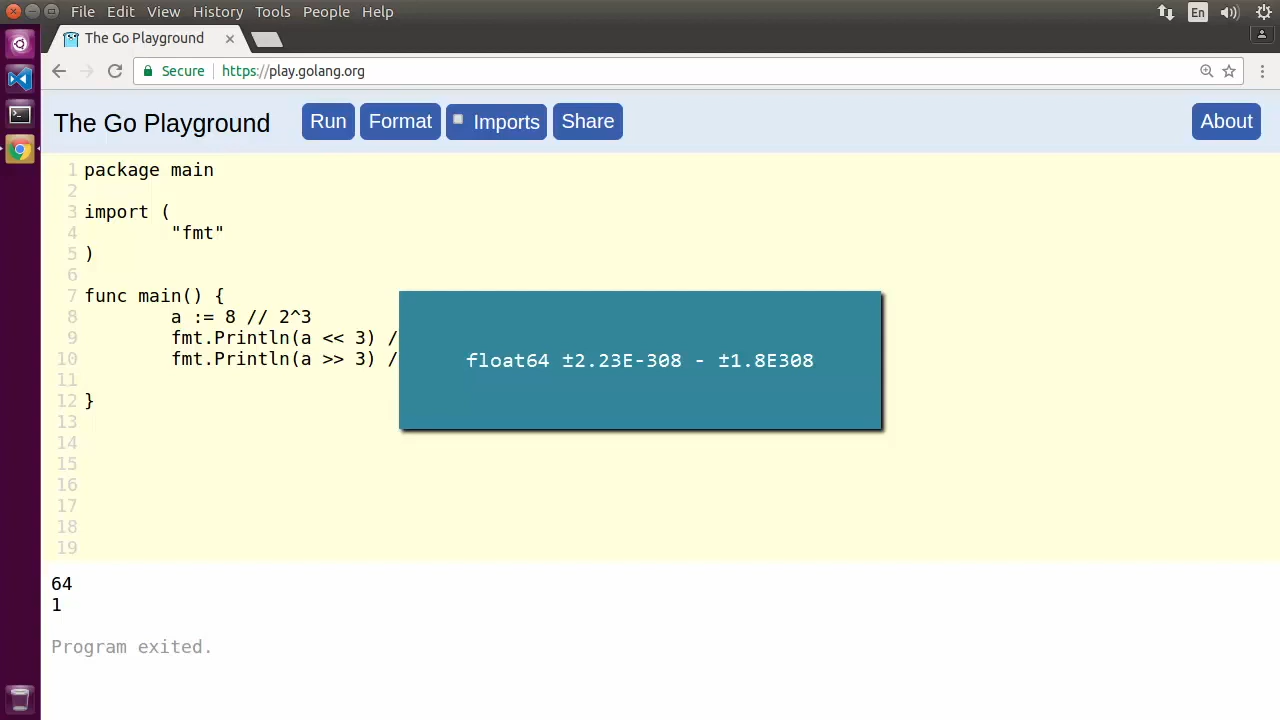 File Edit View History Tools People Help
En
The Go Playground
Secure https://play.golang.org
The Go Playground Run Format Imports Share About
1 package main
2
3 import (
4 "fmt"
5 )
6
7 func main() {
8 a := 8 // 2^3
9 fmt.Println(a << 3) /
10 fmt.Println(a >> 3) /
11
12 }
13
14
15
16
17
18
19
float64 ±2.23E-308 - ±1.8E308
64
1
Program exited.